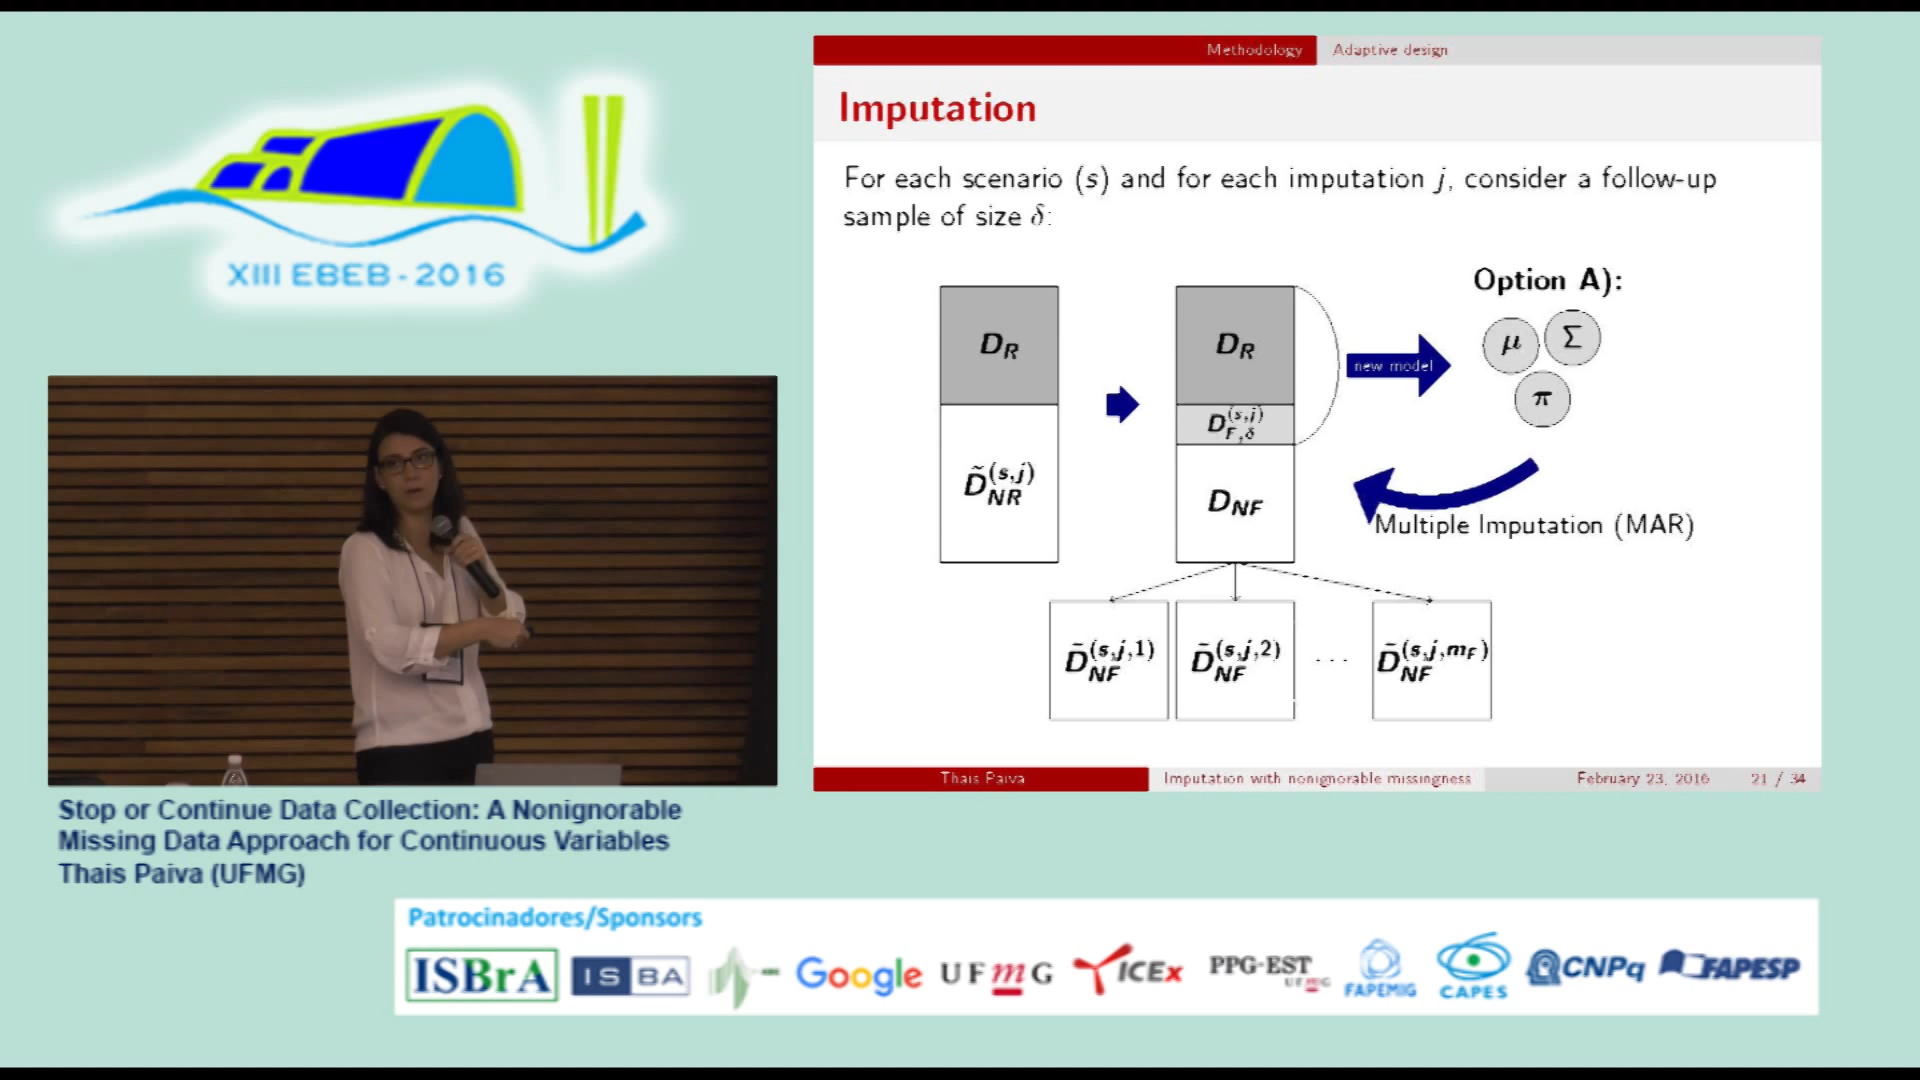 XIII EBEB - 2016
Methodology
Adaptive design
Imputation
For each scenario (s) and for each imputation j, consider a follow-up
sample of size δ:
Option A):
D_R
D_R
μ
Σ
new model
π
D_{F,δ}^{(s,j)}
D̃_{NR}^{(s,j)}
D_{NF}
Multiple Imputation (MAR)
D̃_{NF}^{(s,j,1)}
D̃_{NF}^{(s,j,2)}
...
D̃_{NF}^{(s,j,m_F)}
Thais Paiva
Imputation with nonignorable missingness
February 23, 2016
21 / 34
Stop or Continue Data Collection: A Nonignorable
Missing Data Approach for Continuous Variables
Thais Paiva (UFMG)
Patrocinadores/Sponsors
ISBrA
ISBA
Google
UFmG
ICEx
PPG-EST
UFmG
FAPEMIG
CAPES
CNPq
FAPESP